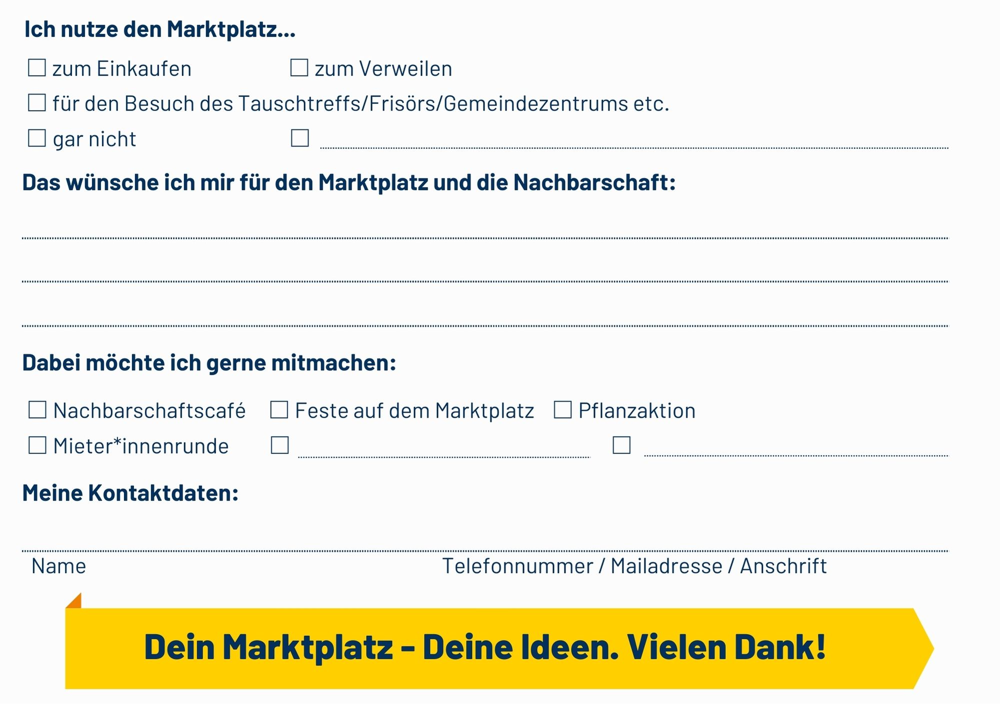 Ich nutze den Marktplatz...
☐ zum Einkaufen ☐ zum Verweilen
☐ für den Besuch des Tauschtreffs/Frisörs/Gemeindezentrums etc.
☐ gar nicht ☐
Das wünsche ich mir für den Marktplatz und die Nachbarschaft:
Dabei möchte ich gerne mitmachen:
☐ Nachbarschaftscafé ☐ Feste auf dem Marktplatz ☐ Pflanzaktion
☐ Mieter*innenrunde ☐ ☐
Meine Kontaktdaten:
Name Telefonnummer / Mailadresse / Anschrift
Dein Marktplatz - Deine Ideen. Vielen Dank!